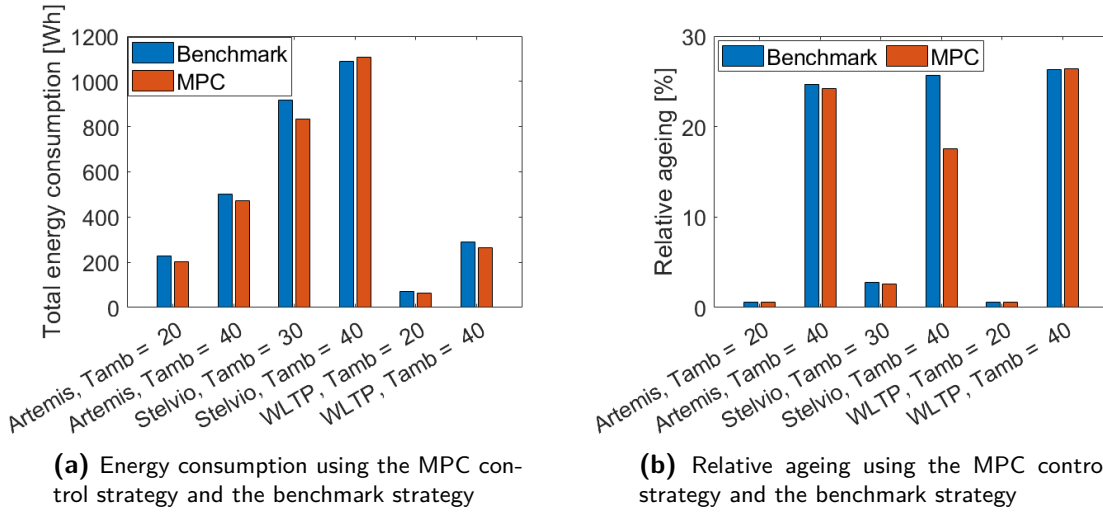 Total energy consumption [Wh]
1200
1000
800
600
400
200
0
Benchmark
MPC
Artemis, Tamb = 20
Artemis, Tamb = 40
Stelvio, Tamb = 30
Stelvio, Tamb = 40
WLTP, Tamb = 20
WLTP, Tamb = 40
(a) Energy consumption using the MPC con-
trol strategy and the benchmark strategy
Relative ageing [%]
30
20
10
0
Benchmark
MPC
Artemis, Tamb = 20
Artemis, Tamb = 40
Stelvio, Tamb = 30
Stelvio, Tamb = 40
WLTP, Tamb = 20
WLTP, Tamb = 40
(b) Relative ageing using the MPC contro
strategy and the benchmark strategy